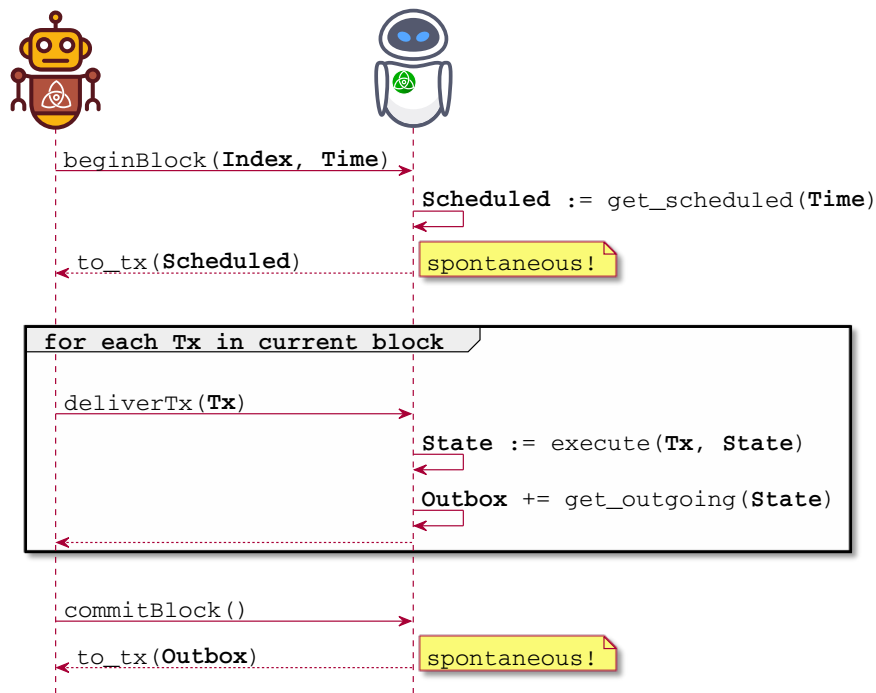 beginBlock(Index, Time)
Scheduled := get_scheduled(Time)
to_tx(Scheduled)
spontaneous!
for each Tx in current block
deliverTx(Tx)
State := execute(Tx, State)
Outbox += get_outgoing(State)
commitBlock()
to_tx(Outbox)
spontaneous!